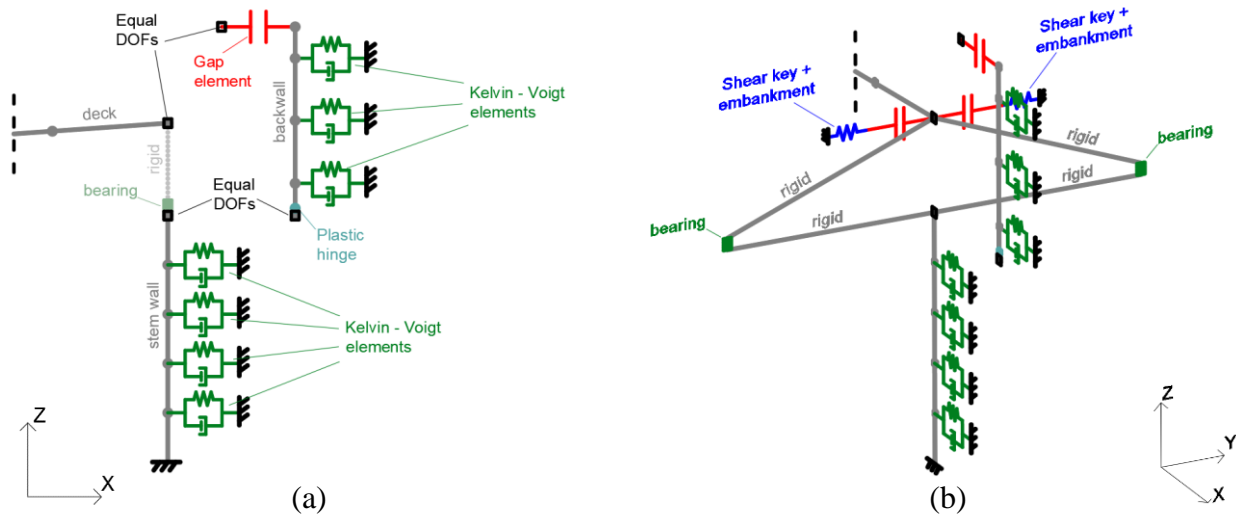 Equal
DOFs
Gap
element
deck
rigid
bearing
Equal
DOFs
backwall
Kelvin - Voigt
elements
Plastic
hinge
stem wall
Kelvin - Voigt
elements
Z
X
(a)
Shear key +
embankment
Shear key +
embankment
rigid
rigid
bearing
rigid
rigid
bearing
Z
Y
X
(b)